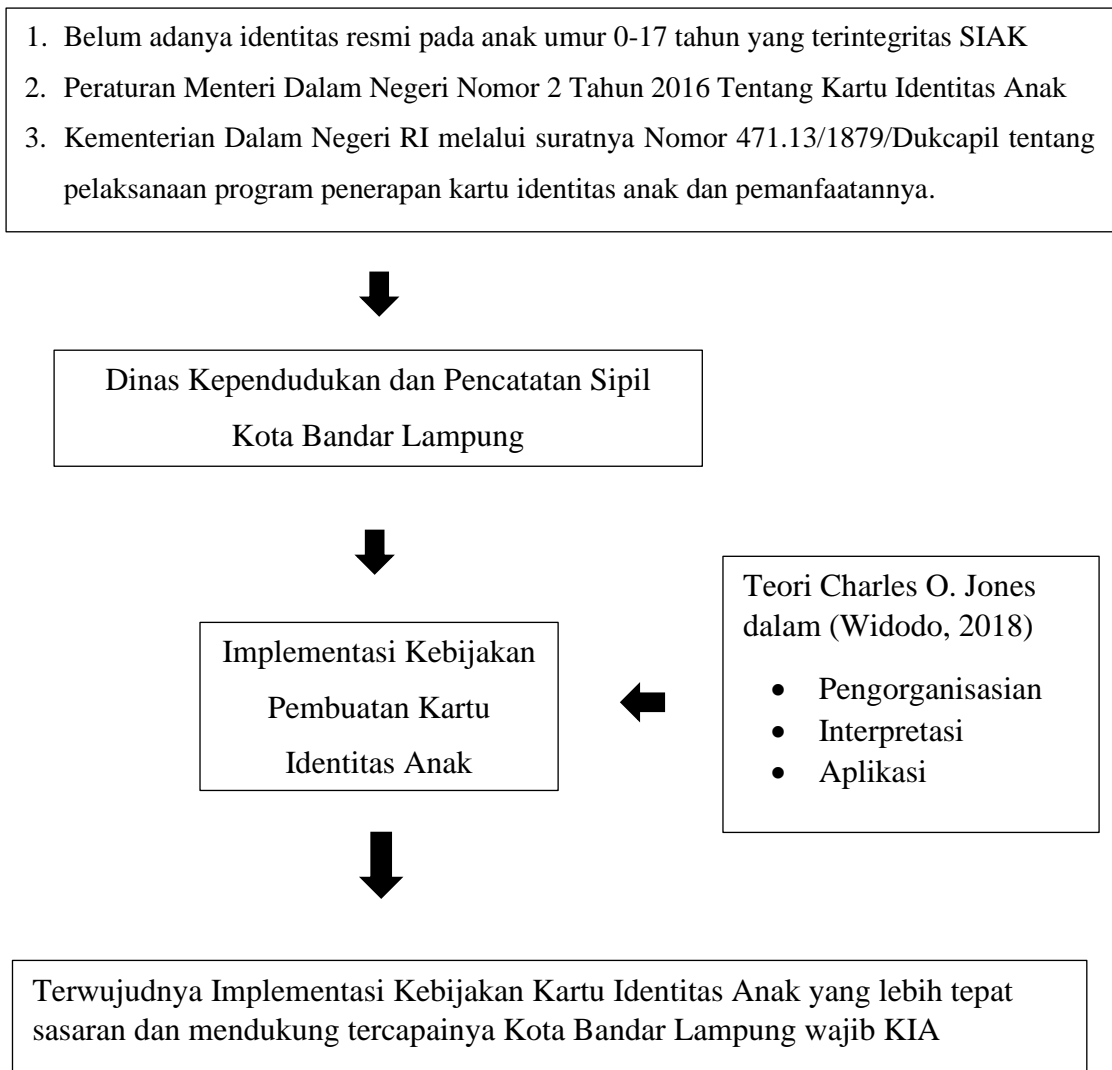 1. Belum adanya identitas resmi pada anak umur 0-17 tahun yang terintegritas SIAK
2. Peraturan Menteri Dalam Negeri Nomor 2 Tahun 2016 Tentang Kartu Identitas Anak
3. Kementerian Dalam Negeri RI melalui suratnya Nomor 471.13/1879/Dukcapil tentang
pelaksanaan program penerapan kartu identitas anak dan pemanfaatannya.
Dinas Kependudukan dan Pencatatan Sipil
Kota Bandar Lampung
Implementasi Kebijakan
Pembuatan Kartu
Identitas Anak
Teori Charles O. Jones
dalam (Widodo, 2018)
• Pengorganisasian
• Interpretasi
• Aplikasi
Terwujudnya Implementasi Kebijakan Kartu Identitas Anak yang lebih tepat
sasaran dan mendukung tercapainya Kota Bandar Lampung wajib KIA